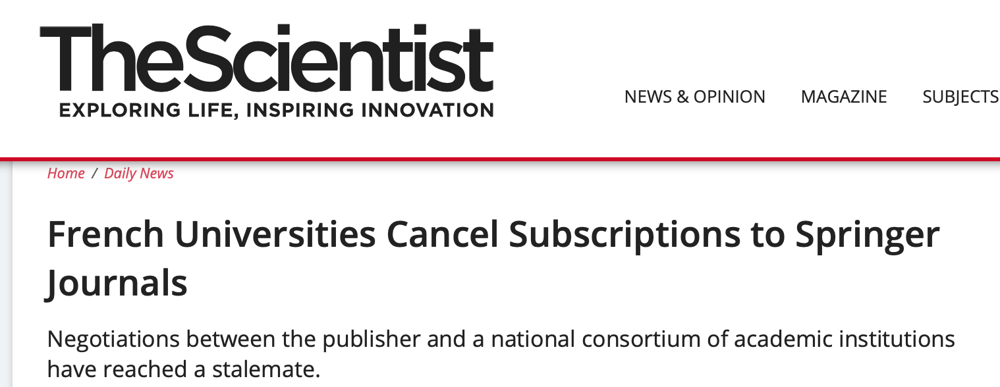 TheScientist
EXPLORING LIFE, INSPIRING INNOVATION
NEWS & OPINION MAGAZINE SUBJECTS
Home / Daily News
French Universities Cancel Subscriptions to Springer
Journals
Negotiations between the publisher and a national consortium of academic institutions
have reached a stalemate.